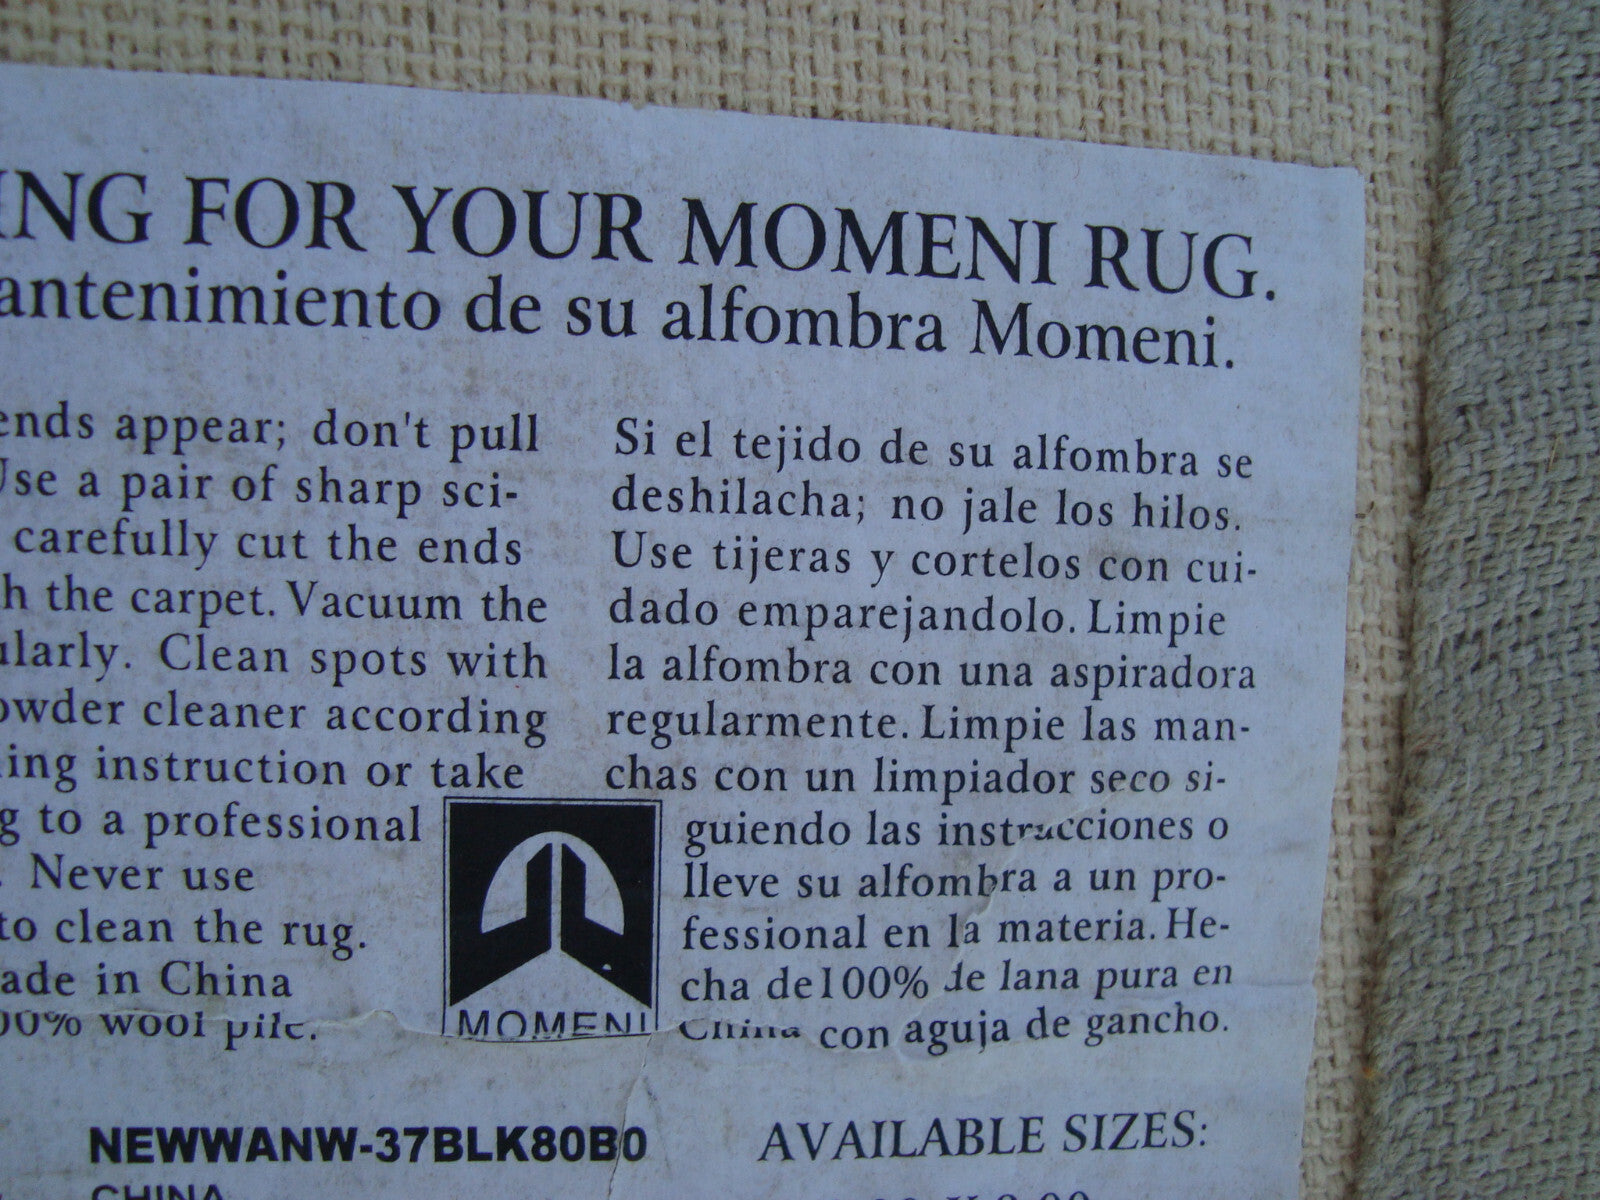 ING FOR YOUR MOMENI RUG.
antenimiento de su alfombra Momeni.
ends appear; don't pull
Use a pair of sharp sci-
carefully cut the ends
h the carpet. Vacuum the
ularly. Clean spots with
owder cleaner according
ing instruction or take
g to a professional
. Never use
to clean the rug.
ade in China
00% wool pile.
Si el tejido de su alfombra se
deshilacha; no jale los hilos.
Use tijeras y cortelos con cui-
dado emparejandolo. Limpie
la alfombra con una aspiradora
regularmente. Limpie las man-
chas con un limpiador seco si-
guiendo las instrucciones o
lleve su alfombra a un pro-
fessional en la materia. He-
cha de100% de lana pura en
China con aguja de gancho.
MOMENI
NEWWANW-37BLK80B0
CHINA
AVAILABLE SIZES: